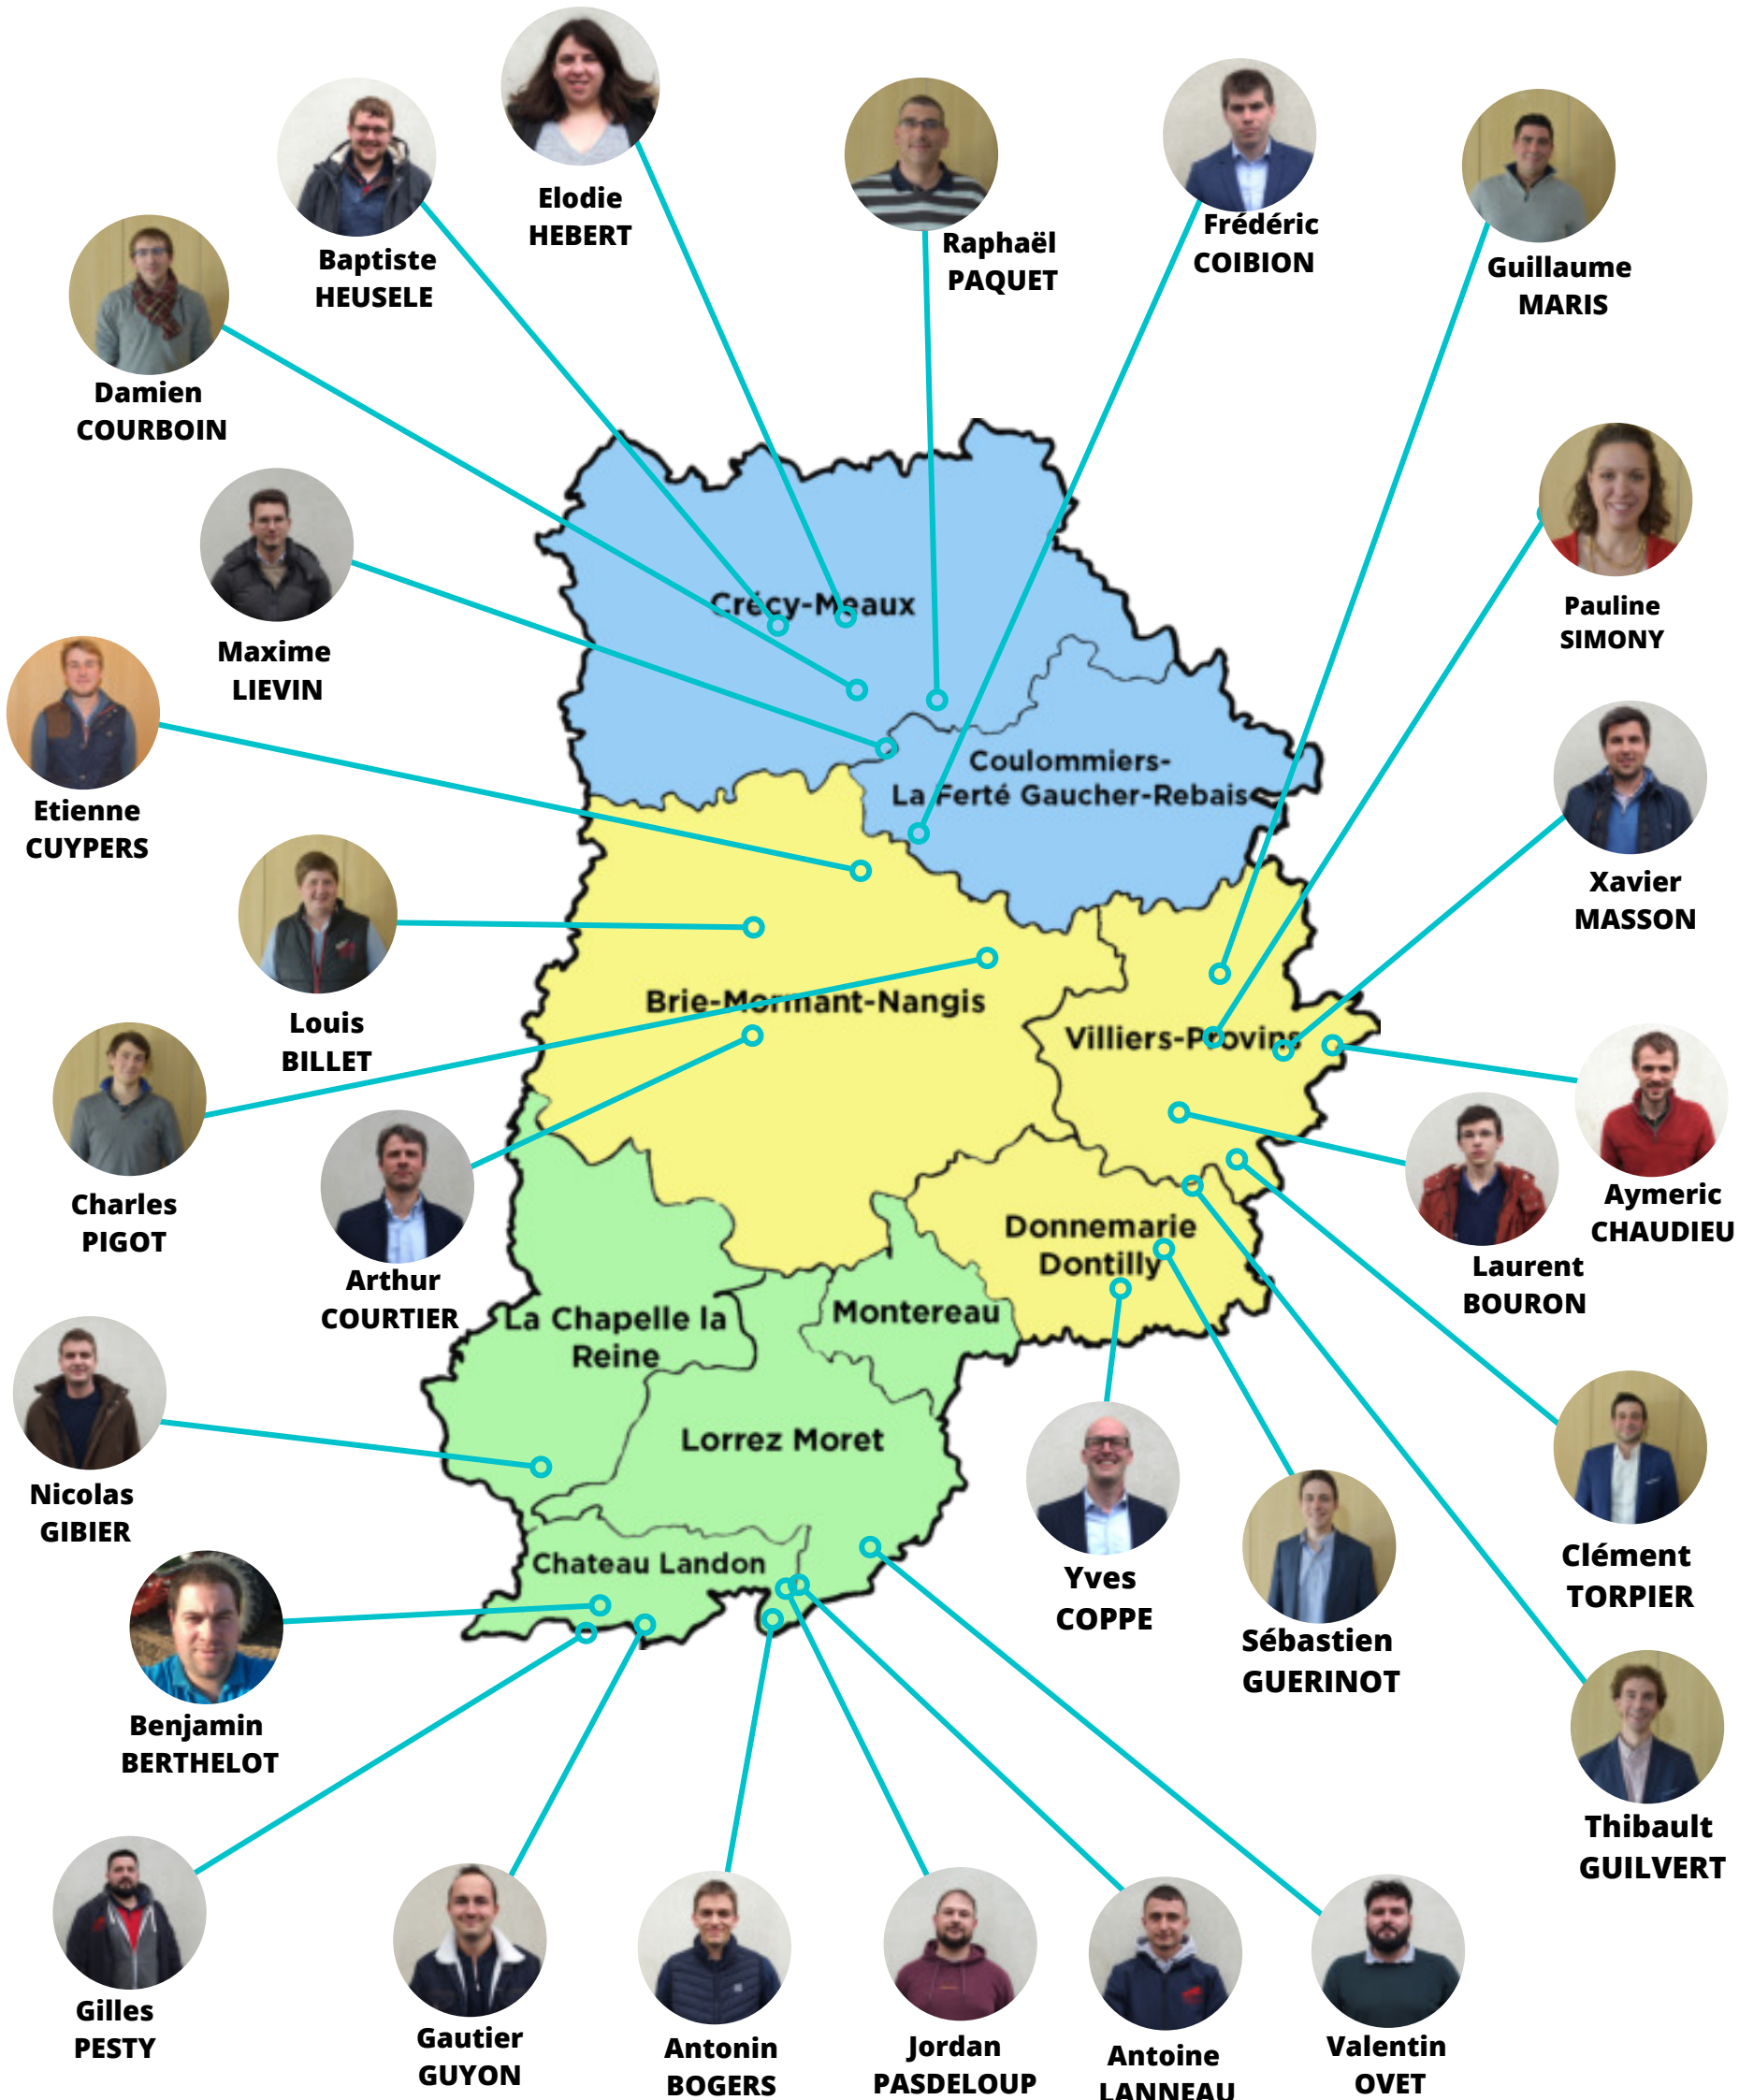 Elodie
HEBERT
Baptiste
HEUSELE
Raphaël
PAQUET
Frédéric
COIBION
Guillaume
MARIS
Damien
COURBOIN
Maxime
LIEVIN
Pauline
SIMONY
Crécy-Meaux
Coulommiers-
La Ferté Gaucher-Rebais
Etienne
CUYPERS
Xavier
MASSON
Louis
BILLET
Brie-Mormant-Nangis
Villiers-Provins
Charles
PIGOT
Aymeric
CHAUDIEU
Arthur
COURTIER
Laurent
BOURON
Donnemarie
Dontilly
La Chapelle la
Reine
Montereau
Lorrez Moret
Nicolas
GIBIER
Chateau Landon
Yves
COPPE
Clément
TORPIER
Sébastien
GUERINOT
Benjamin
BERTHELOT
Thibault
GUILVERT
Gilles
PESTY
Gautier
GUYON
Antonin
BOGERS
Jordan
PASDELOUP
Antoine
LANNEAU
Valentin
OVET